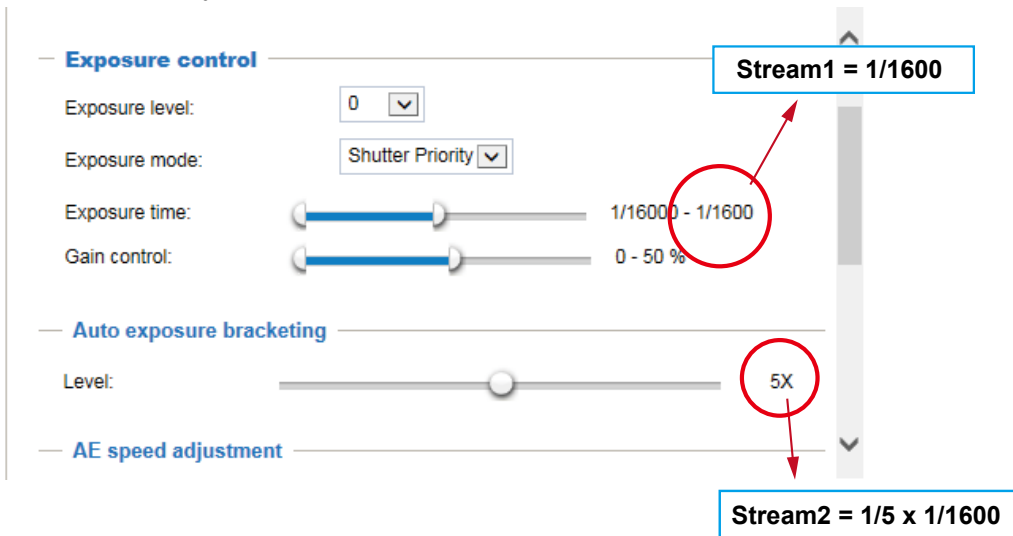 Exposure control
Stream1 = 1/1600
Exposure level:
0
Exposure mode:
Shutter Priority
Exposure time:
1/16000 - 1/1600
Gain control:
0 - 50 %
Auto exposure bracketing
Level:
5X
AE speed adjustment
Stream2 = 1/5 x 1/1600